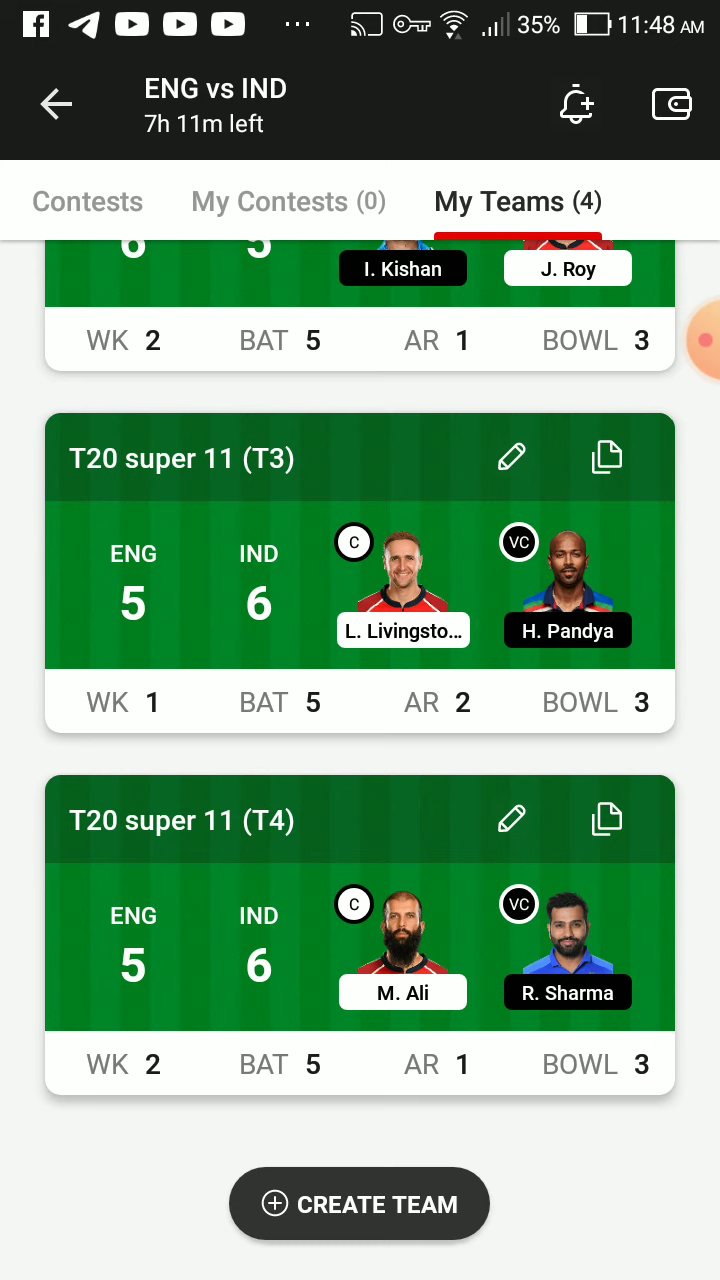 35% 11:48 AM
ENG vs IND
7h 11m left
Contests My Contests (0) My Teams (4)
6 5
I. Kishan J. Roy
WK 2 BAT 5 AR 1 BOWL 3
T20 super 11 (T3)
ENG IND C VC
5 6
L. Livingsto... H. Pandya
WK 1 BAT 5 AR 2 BOWL 3
T20 super 11 (T4)
ENG IND C VC
5 6
M. Ali R. Sharma
WK 2 BAT 5 AR 1 BOWL 3
CREATE TEAM